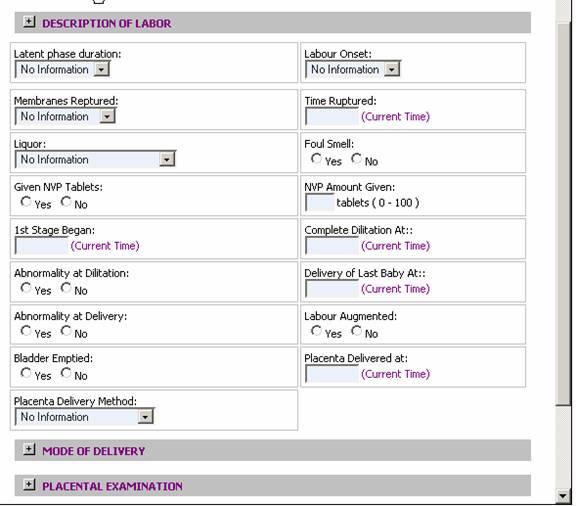 DESCRIPTION OF LABOR
Latent phase duration: Labour Onset:
No Information No Information
Membranes Reptured: Time Ruptured:
No Information (Current Time)
Liquor: Foul Smell:
No Information Yes No
Given NVP Tablets: NVP Amount Given:
Yes No tablets ( 0 - 100 )
1st Stage Began: Complete Dilitation At::
(Current Time) (Current Time)
Abnormality at Dilitation: Delivery of Last Baby At::
Yes No (Current Time)
Abnormality at Delivery: Labour Augmented:
Yes No Yes No
Bladder Emptied: Placenta Delivered at:
Yes No (Current Time)
Placenta Delivery Method:
No Information
MODE OF DELIVERY
PLACENTAL EXAMINATION